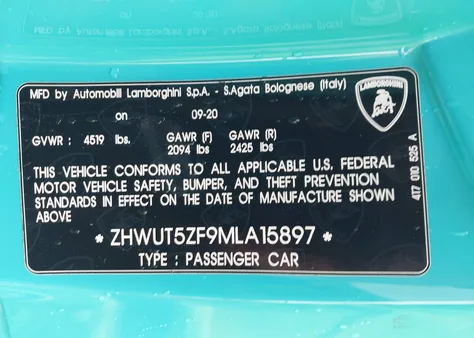 MFD by Automobili Lamborghini S.p.A. - S.Agata Bolognese (Italy)
on 09-20
GVWR : 4519 lbs. GAWR (F) GAWR (R)
2094 lbs 2425 lbs
THIS VEHICLE CONFORMS TO ALL APPLICABLE U.S. FEDERAL
MOTOR VEHICLE SAFETY, BUMPER, AND THEFT PREVENTION
STANDARDS IN EFFECT ON THE DATE OF MANUFACTURE SHOWN
ABOVE
* ZHWUT5ZF9MLA15897 *
TYPE : PASSENGER CAR
LAMBORGHINI
417 010 525 A